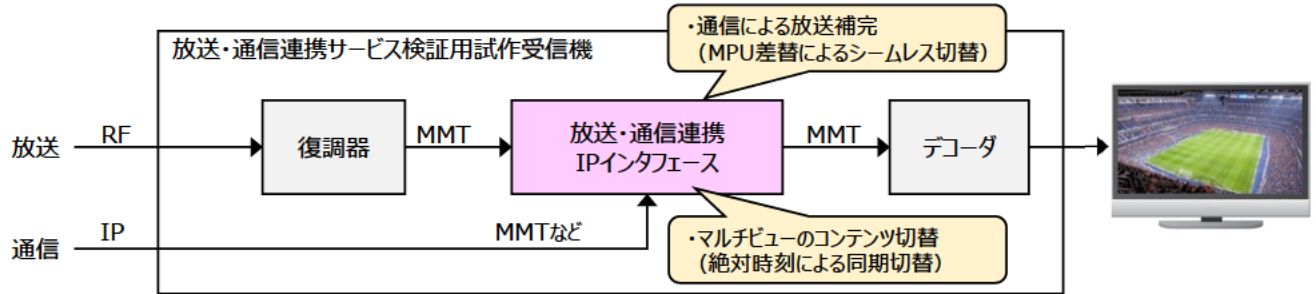 放送・通信連携サービス検証用試作受信機
・通信による放送補完
(MPU差替によるシームレス切替)
放送
RF
復調器
MMT
放送・通信連携
IPインタフェース
MMT
デコーダ
通信
IP
MMTなど
・マルチビューのコンテンツ切替
(絶対時刻による同期切替)